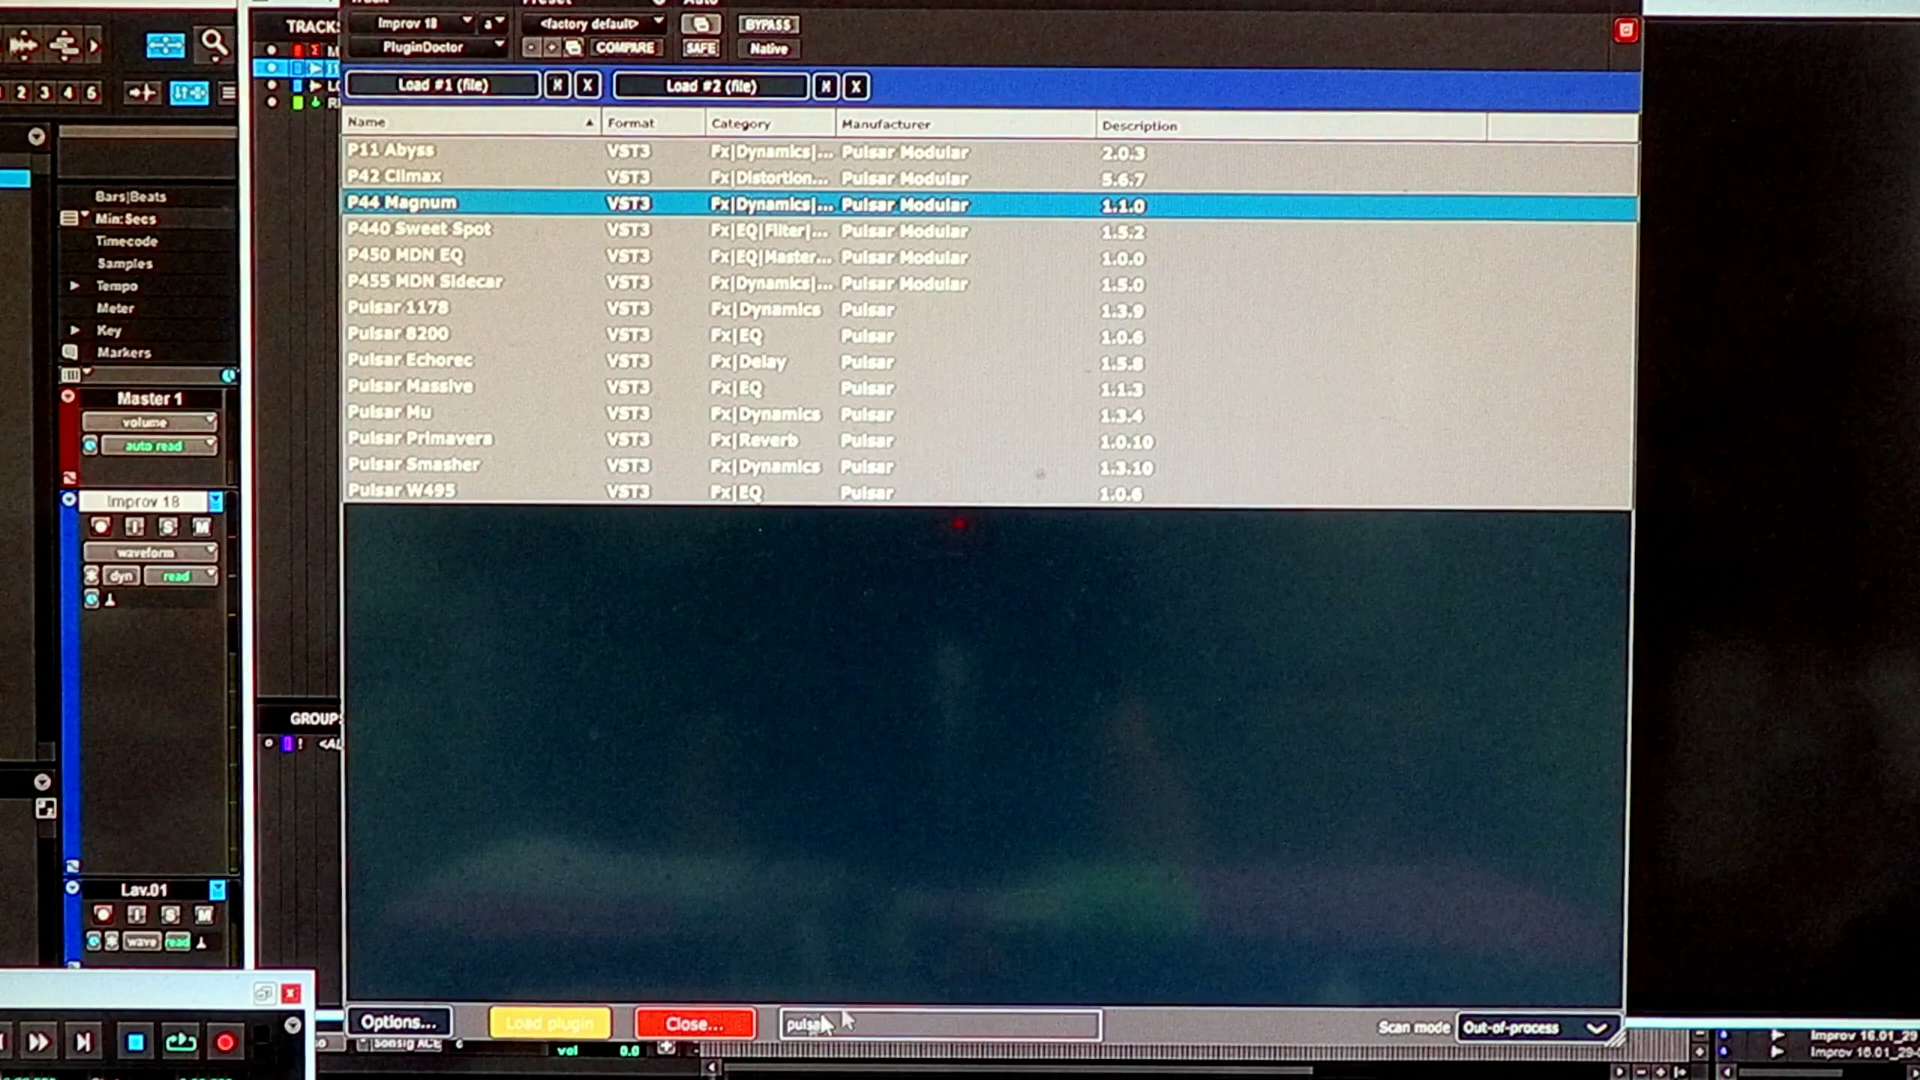 TRACKS
Improv 18
a
<factory default>
BYPASS
PluginDoctor
COMPARE
SAFE
Native
Load #1 (file)
X
Load #2 (file)
X
2 3 4 6
Name Format Category Manufacturer Description
P11 Abyss VST3 Fx|Dynamics|... Pulsar Modular 2.0.3
P42 Climax VST3 Fx|Distortion... Pulsar Modular 5.6.7
P44 Magnum VST3 Fx|Dynamics|... Pulsar Modular 1.1.0
P440 Sweet Spot VST3 Fx|EQ|Filter|... Pulsar Modular 1.5.2
P450 MDN EQ VST3 Fx|EQ|Master... Pulsar Modular 1.0.0
P455 MDN Sidecar VST3 Fx|Dynamics|... Pulsar Modular 1.5.0
Pulsar 1178 VST3 Fx|Dynamics Pulsar 1.3.9
Pulsar 8200 VST3 Fx|EQ Pulsar 1.0.6
Pulsar Echorec VST3 Fx|Delay Pulsar 1.5.8
Pulsar Massive VST3 Fx|EQ Pulsar 1.1.3
Pulsar Mu VST3 Fx|Dynamics Pulsar 1.3.4
Pulsar Primavera VST3 Fx|Reverb Pulsar 1.0.10
Pulsar Smasher VST3 Fx|Dynamics Pulsar 1.3.10
Pulsar W495 VST3 Fx|EQ Pulsar 1.0.6
Bars|Beats
Min:Secs
Timecode
Samples
Tempo
Meter
Key
Markers
Master 1
volume
auto read
Improv 18
I S M
waveform
dyn read
GROUPS
Lav.01
I S M
wave read
Options...
Load plugin
Close...
pulsar
Scan mode
Out-of-process
vol 0.0